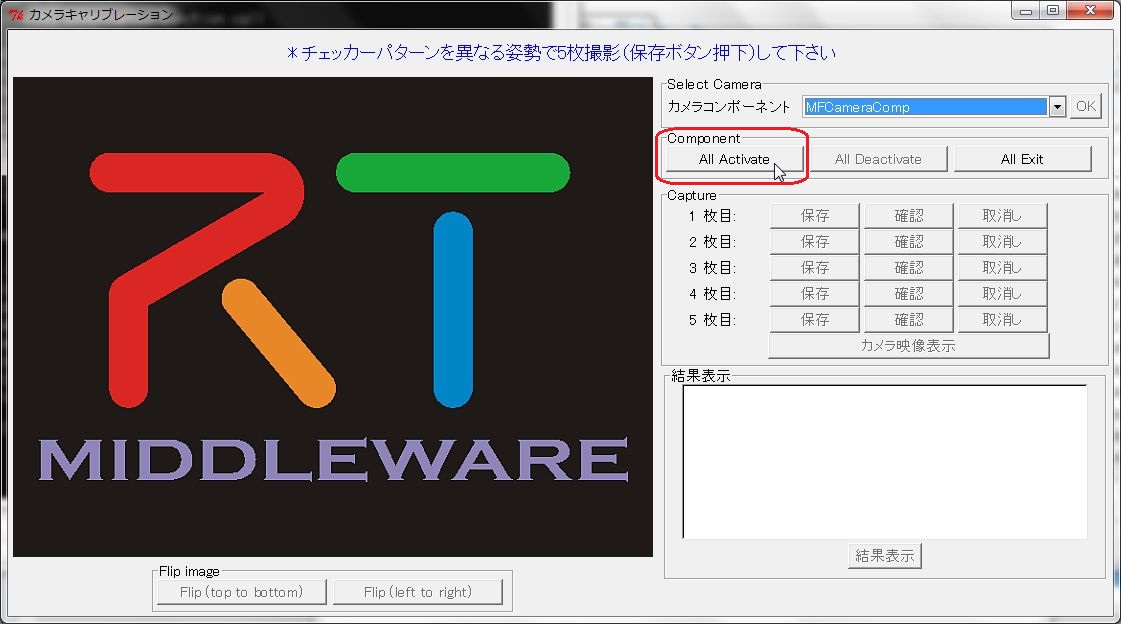 カメラキャリブレーション
＊チェッカーパターンを異なる姿勢で5枚撮影(保存ボタン押下)して下さい
Select Camera
カメラコンポーネント MFCameraComp OK
Component
All Activate All Deactivate All Exit
Capture
1 枚目: 保存 確認 取消し
2 枚目: 保存 確認 取消し
3 枚目: 保存 確認 取消し
4 枚目: 保存 確認 取消し
5 枚目: 保存 確認 取消し
カメラ映像表示
結果表示
結果表示
MIDDLEWARE
Flip image
Flip (top to bottom) Flip (left to right)